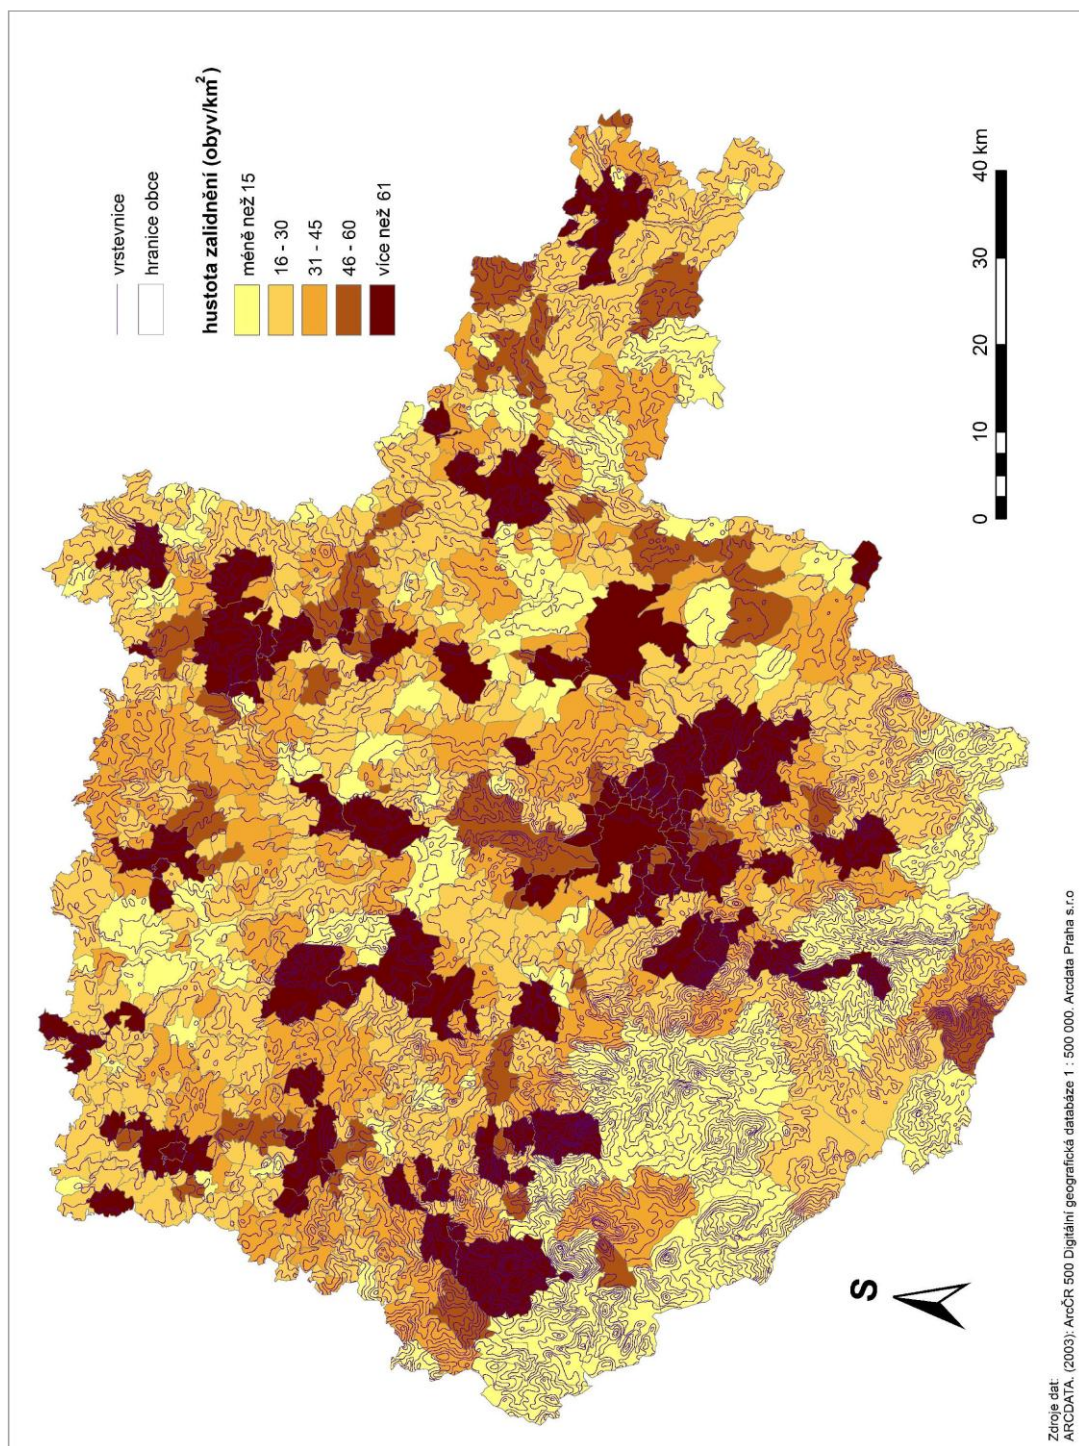 vrstevnice
hranice obce
hustota zalidnění (obyv/km²)
méně než 15
16 - 30
31 - 45
46 - 60
více než 61
0 10 20 30 40 km
S
Zdroje dat:
ARCDATA. (2003): ArcČR 500 Digitální geografická databáze 1 : 500 000. Arcdata Praha s.r.o